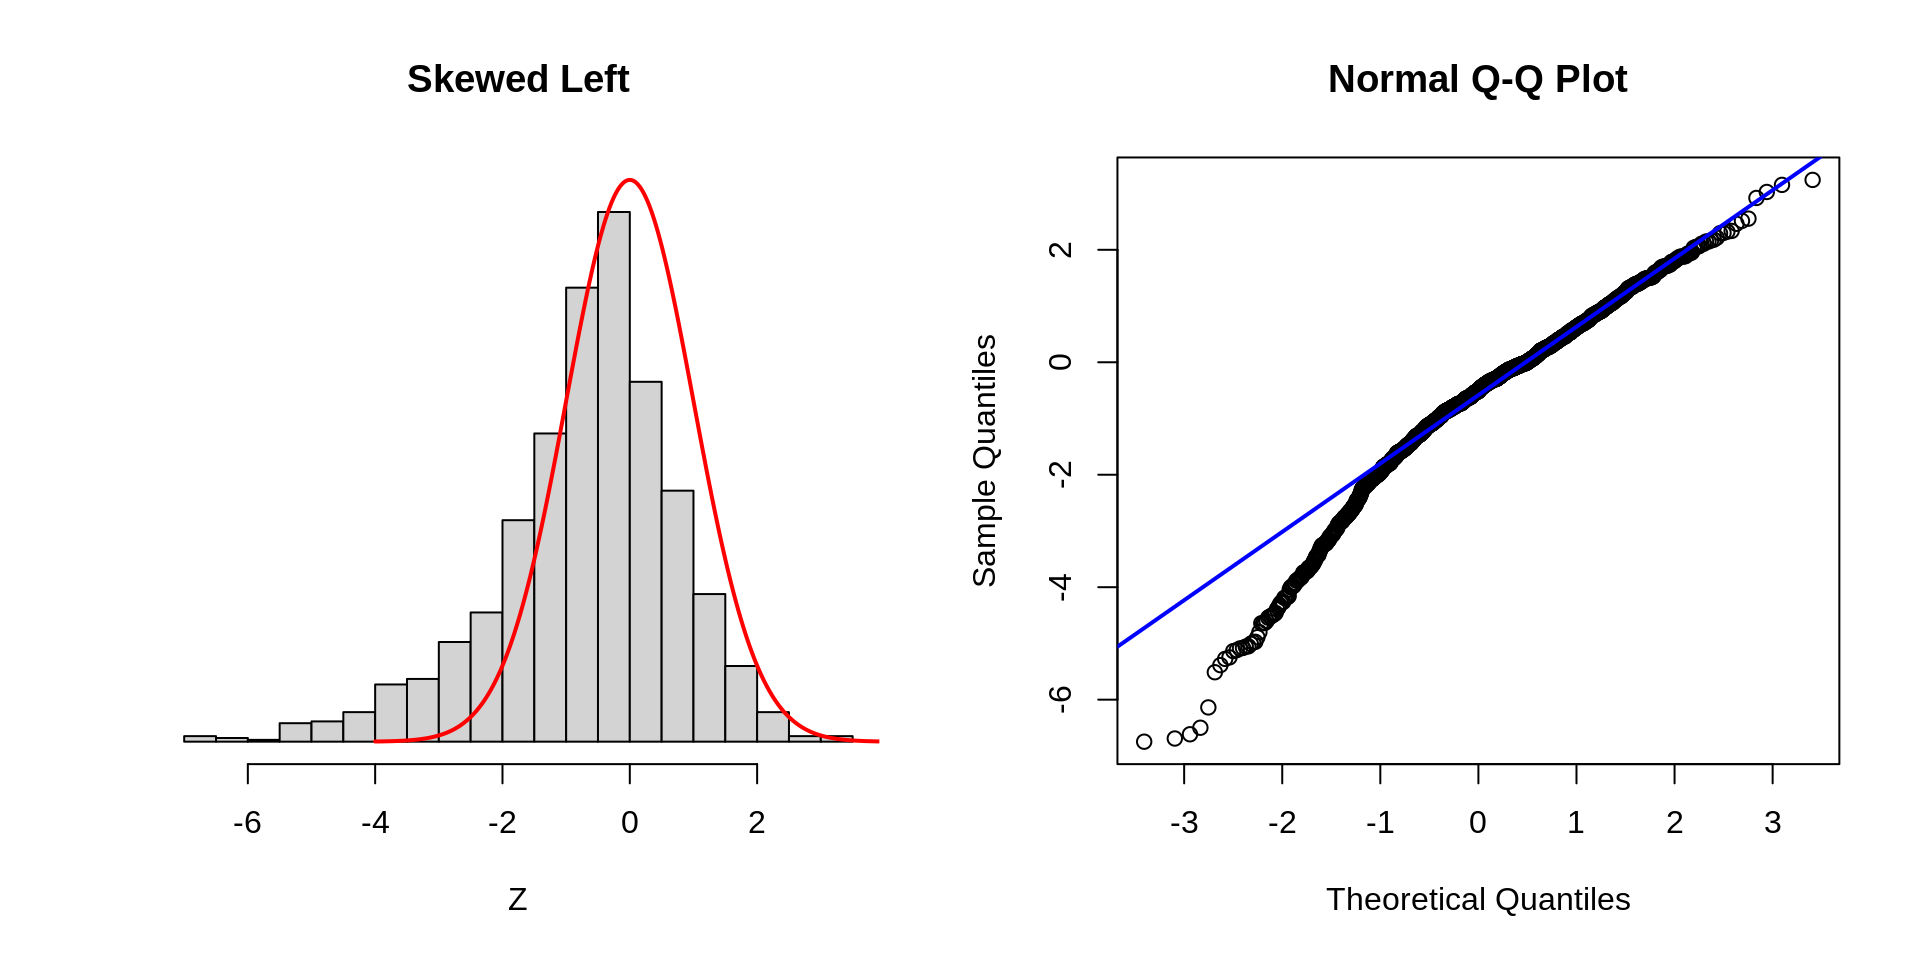 Skewed Left
-6 -4 -2 0 2
Z
Normal Q-Q Plot
Sample Quantiles
2
0
-2
-4
-6
-3 -2 -1 0 1 2 3
Theoretical Quantiles